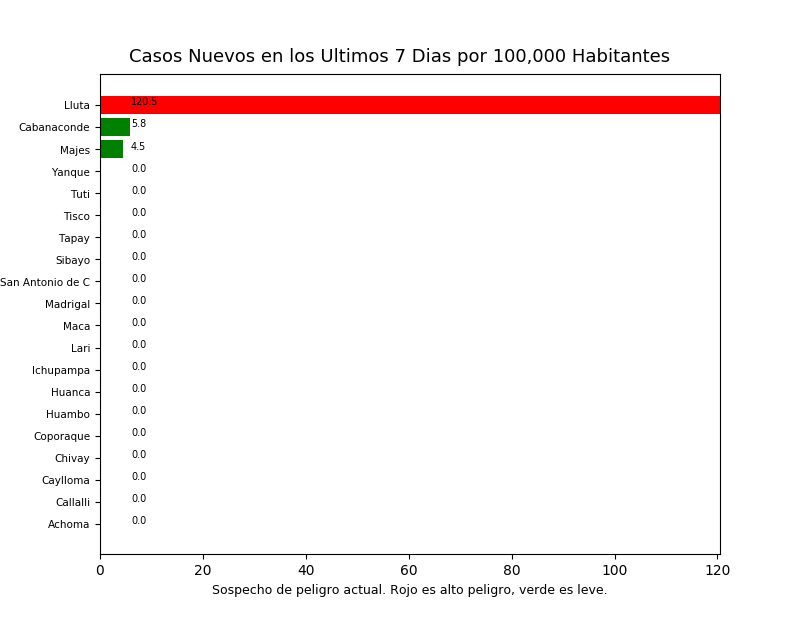 Casos Nuevos en los Ultimos 7 Dias por 100,000 Habitantes
Lluta 120.5
Cabanaconde 5.8
Majes 4.5
Yanque 0.0
Tuti 0.0
Tisco 0.0
Tapay 0.0
Sibayo 0.0
San Antonio de C 0.0
Madrigal 0.0
Maca 0.0
Lari 0.0
Ichupampa 0.0
Huanca 0.0
Huambo 0.0
Coporaque 0.0
Chivay 0.0
Caylloma 0.0
Callalli 0.0
Achoma 0.0
0 20 40 60 80 100 120
Sospecho de peligro actual. Rojo es alto peligro, verde es leve.